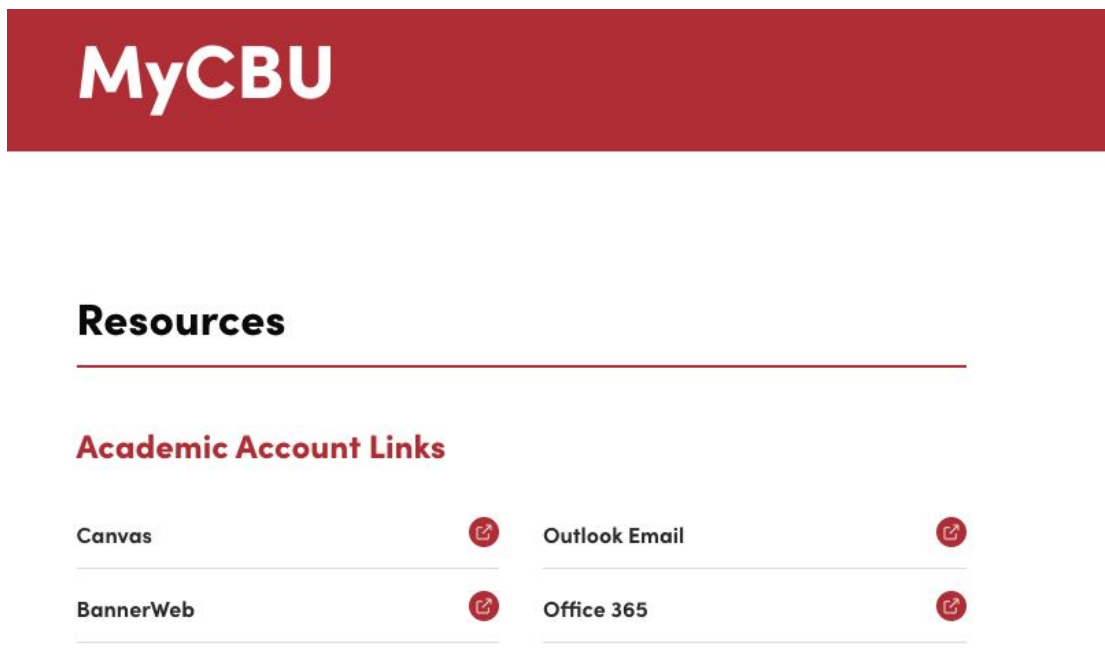 MyCBU
Resources
Academic Account Links
Canvas
Outlook Email
BannerWeb
Office 365